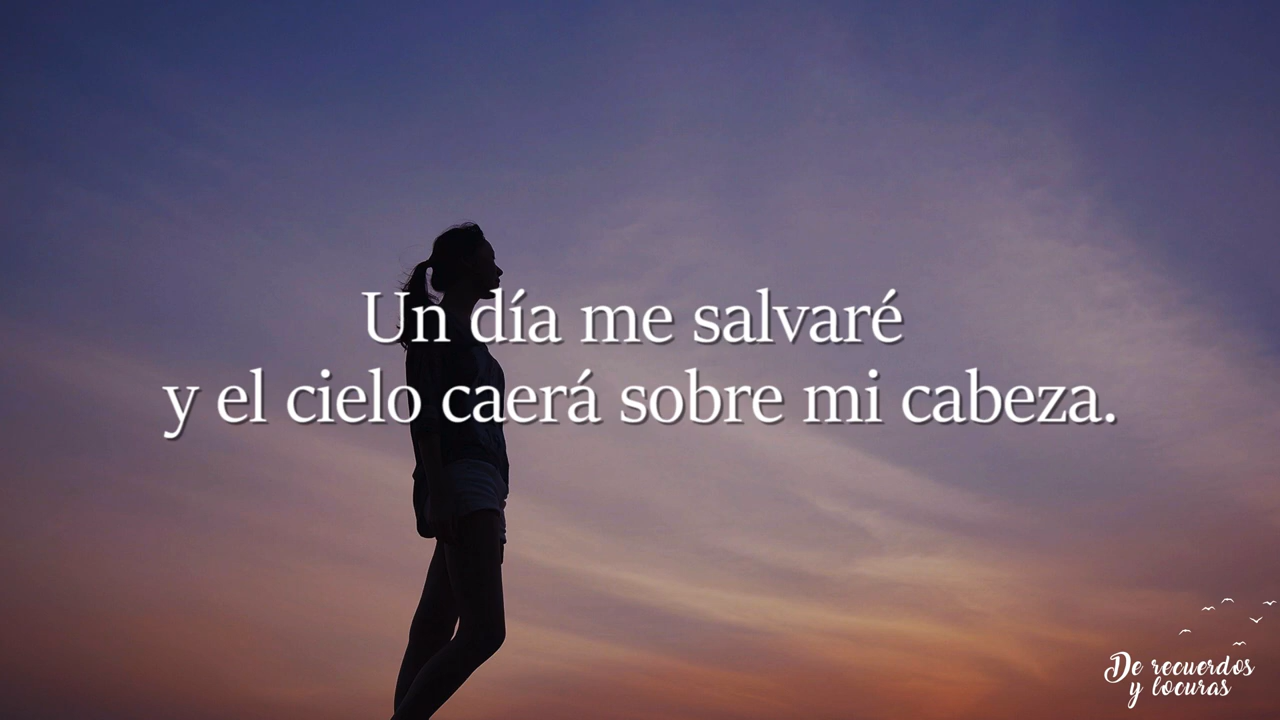 Un día me salvaré
y el cielo caerá sobre mi cabeza.
De recuerdos
y locuras